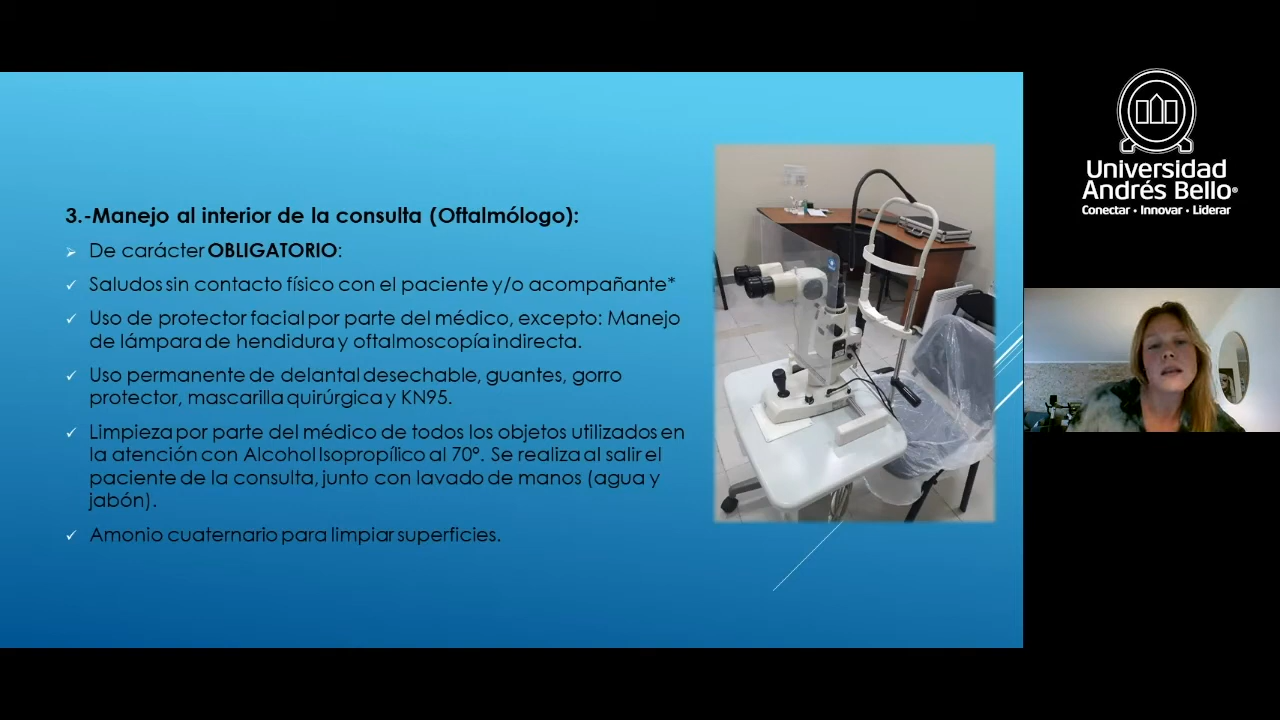 3.-Manejo al interior de la consulta (Oftalmólogo):
De carácter OBLIGATORIO:
Saludos sin contacto físico con el paciente y/o acompañante*
Uso de protector facial por parte del médico, excepto: Manejo
de lámpara de hendidura y oftalmoscopía indirecta.
Uso permanente de delantal desechable, guantes, gorro
protector, mascarilla quirúrgica y KN95.
Limpieza por parte del médico de todos los objetos utilizados en
la atención con Alcohol Isopropílico al 70º. Se realiza al salir el
paciente de la consulta, junto con lavado de manos (agua y
jabón).
Amonio cuaternario para limpiar superficies.
Universidad
Andrés Bello®
Conectar • Innovar • Liderar